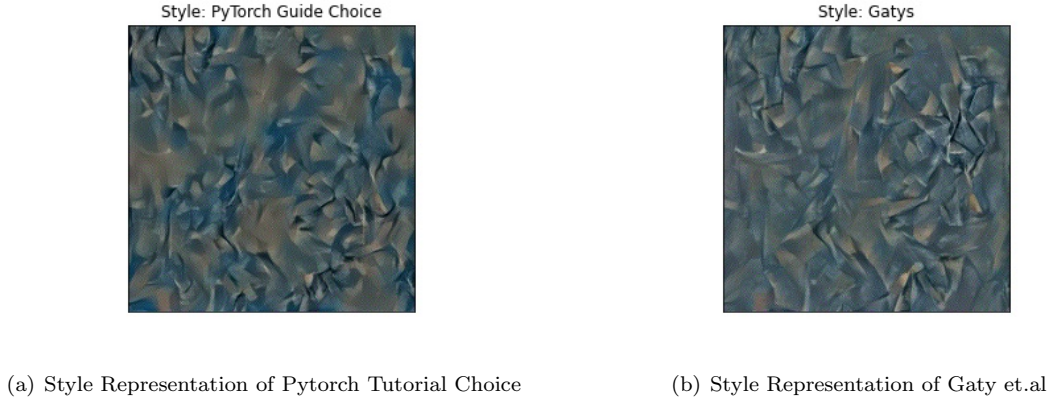 Style: PyTorch Guide Choice
Style: Gatys
(a) Style Representation of Pytorch Tutorial Choice
(b) Style Representation of Gaty et.al